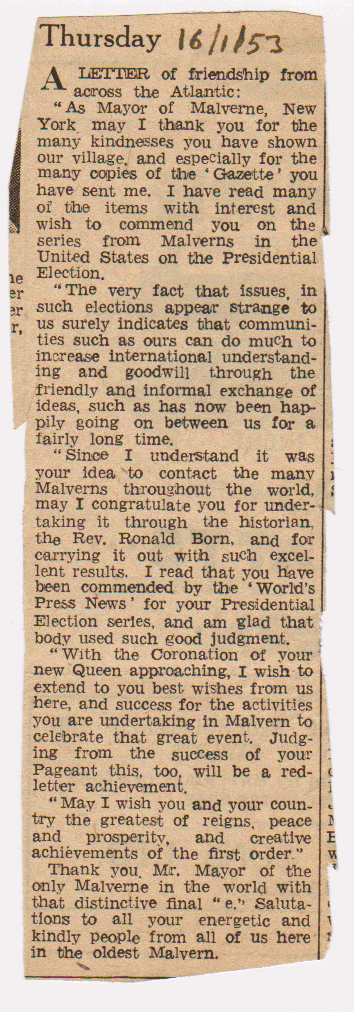 Thursday 16/1/53
A LETTER of friendship from
across the Atlantic:
"As Mayor of Malverne, New
York, may I thank you for the
many kindnesses you have shown
our village, and especially for the
many copies of the 'Gazette' you
have sent me. I have read many
of the items with interest and
wish to commend you on the
series from Malverns in the
United States on the Presidential
Election.
"The very fact that issues, in
such elections appear strange to
us surely indicates that communi-
ties such as ours can do much to
increase international understand-
ing and goodwill through the
friendly and informal exchange of
ideas, such as has now been hap-
pily going on between us for a
fairly long time.
"Since I understand it was
your idea to contact the many
Malverns throughout the world,
may I congratulate you for under-
taking it through the historian,
the Rev. Ronald Born, and for
carrying it out with such excel-
lent results. I read that you have
been commended by the 'World's
Press News' for your Presidential
Election series, and am glad that
body used such good judgment.
"With the Coronation of your
new Queen approaching, I wish to
extend to you best wishes from us
here, and success for the activities
you are undertaking in Malvern to
celebrate that great event. Judg-
ing from the success of your
Pageant this, too, will be a red-
letter achievement.
"May I wish you and your coun-
try the greatest of reigns, peace
and prosperity, and creative
achievements of the first order."
Thank you, Mr. Mayor of the
only Malverne in the world with
that distinctive final "e." Saluta-
tions to all your energetic and
kindly people from all of us here
in the oldest Malvern.